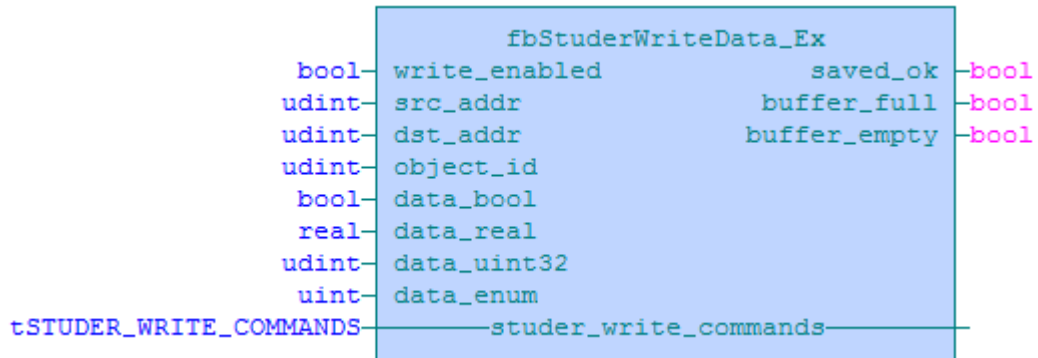 fbStuderWriteData_Ex
bool write_enabled saved_ok bool
udint src_addr buffer_full bool
udint dst_addr buffer_empty bool
udint object_id
bool data_bool
real data_real
udint data_uint32
uint data_enum
tSTUDER_WRITE_COMMANDS studer_write_commands